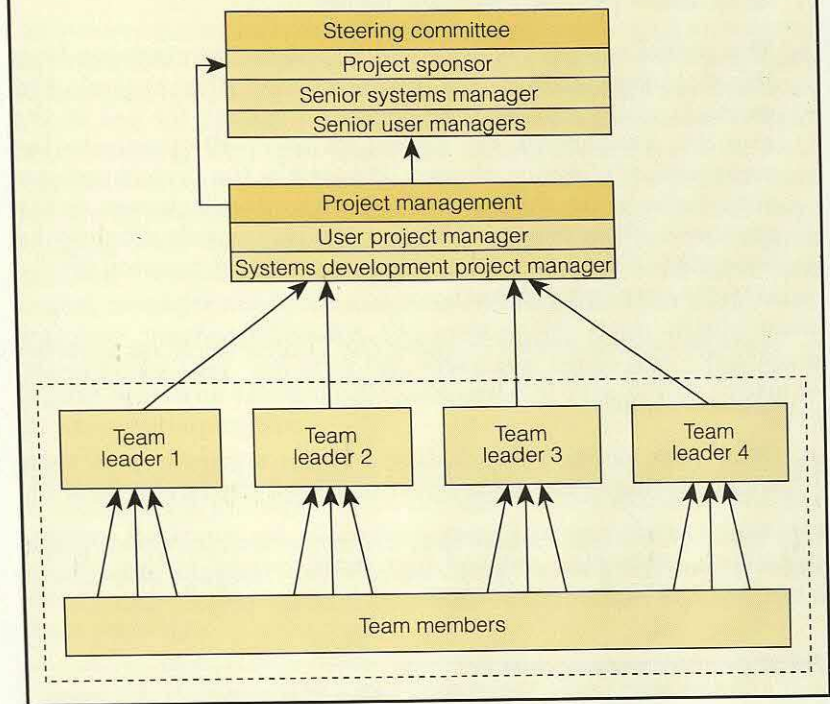 Steering committee
Project sponsor
Senior systems manager
Senior user managers
Project management
User project manager
Systems development project manager
Team
leader 1
Team
leader 2
Team
leader 3
Team
leader 4
Team members